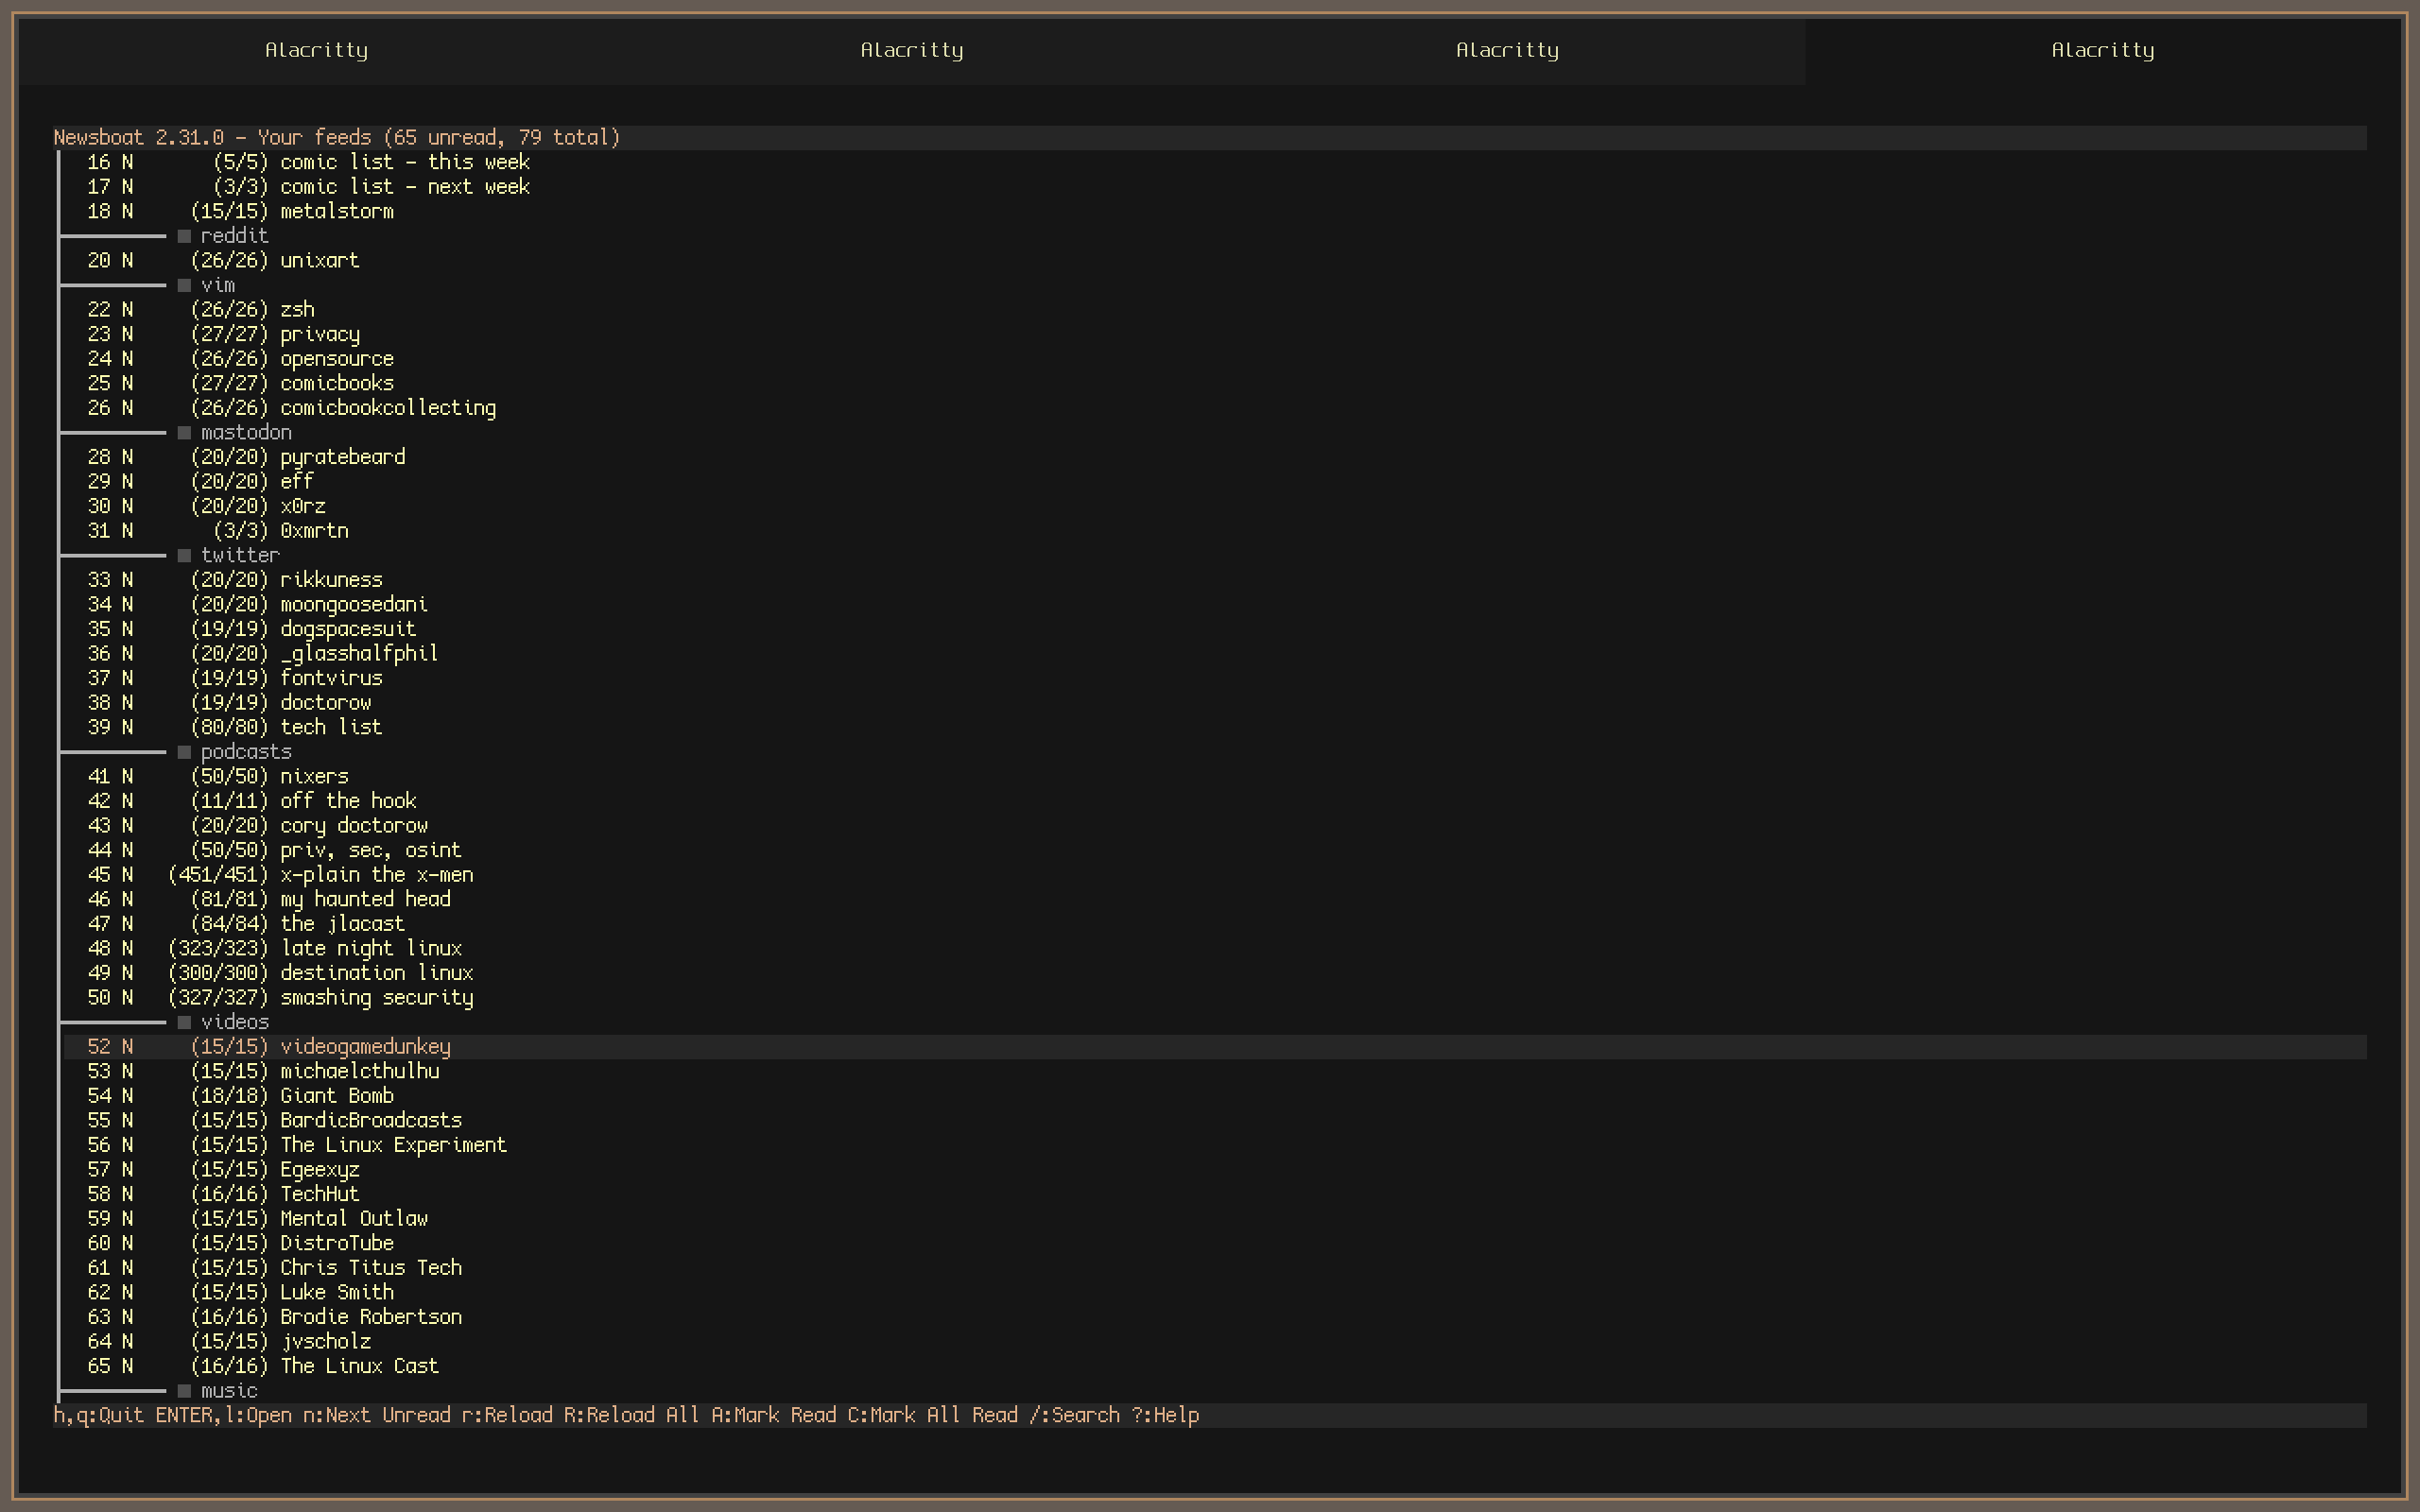 Alacritty Alacritty Alacritty Alacritty
Newsboat 2.31.0 - Your feeds (65 unread, 79 total)
16 N (5/5) comic list - this week
17 N (3/3) comic list - next week
18 N (15/15) metalstorm
reddit
20 N (26/26) unixart
vim
22 N (26/26) zsh
23 N (27/27) privacy
24 N (26/26) opensource
25 N (27/27) comicbooks
26 N (26/26) comicbookcollecting
mastodon
28 N (20/20) pyratebeard
29 N (20/20) eff
30 N (20/20) x0rz
31 N (3/3) 0xmrtn
twitter
33 N (20/20) rikkuness
34 N (20/20) moongoosedani
35 N (19/19) dogspacesuit
36 N (20/20) _glasshalfphil
37 N (19/19) fontvirus
38 N (19/19) doctorow
39 N (80/80) tech list
podcasts
41 N (50/50) nixers
42 N (11/11) off the hook
43 N (20/20) cory doctorow
44 N (50/50) priv, sec, osint
45 N (451/451) x-plain the x-men
46 N (81/81) my haunted head
47 N (84/84) the jlacast
48 N (323/323) late night linux
49 N (300/300) destination linux
50 N (327/327) smashing security
videos
52 N (15/15) videogamedunkey
53 N (15/15) michaelcthulhu
54 N (18/18) Giant Bomb
55 N (15/15) BardicBroadcasts
56 N (15/15) The Linux Experiment
57 N (15/15) Egeexyz
58 N (16/16) TechHut
59 N (15/15) Mental Outlaw
60 N (15/15) DistroTube
61 N (15/15) Chris Titus Tech
62 N (15/15) Luke Smith
63 N (16/16) Brodie Robertson
64 N (15/15) jvscholz
65 N (16/16) The Linux Cast
music
h,q:Quit ENTER,l:Open n:Next Unread r:Reload R:Reload All A:Mark Read C:Mark All Read /:Search ?:Help